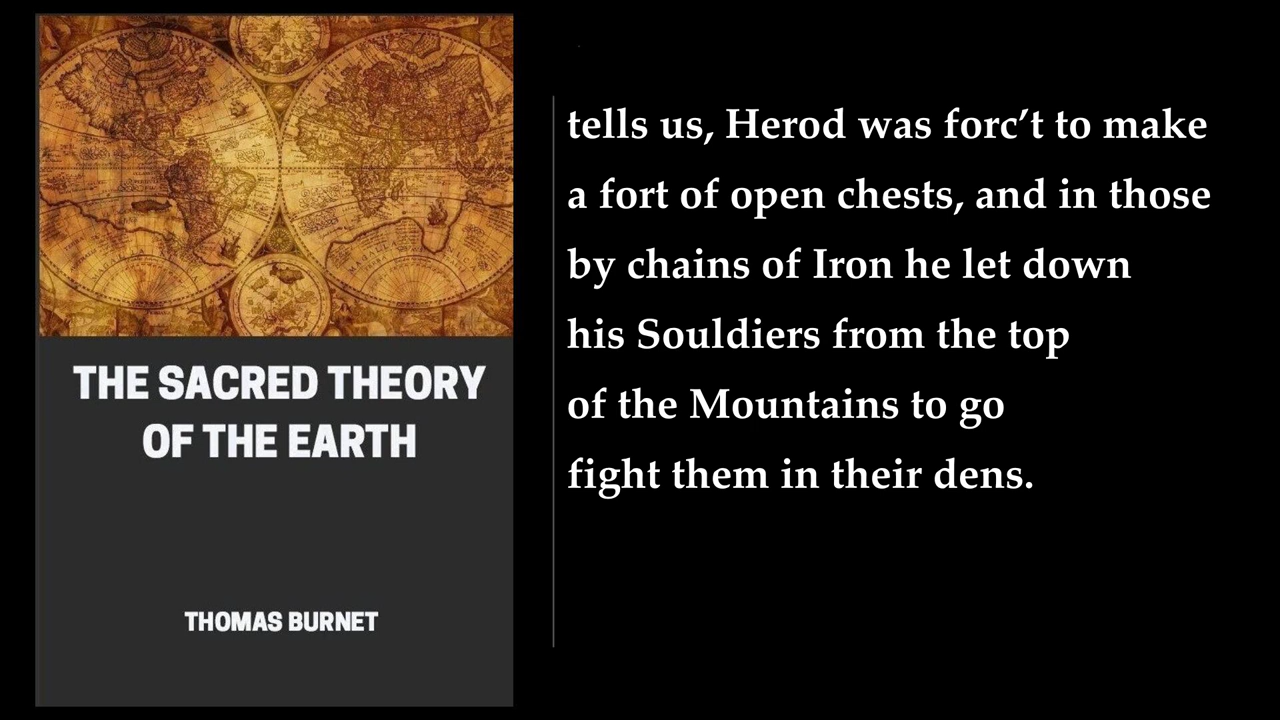 THE SACRED THEORY
OF THE EARTH
THOMAS BURNET
tells us, Herod was forc’t to make
a fort of open chests, and in those
by chains of Iron he let down
his Souldiers from the top
of the Mountains to go
fight them in their dens.